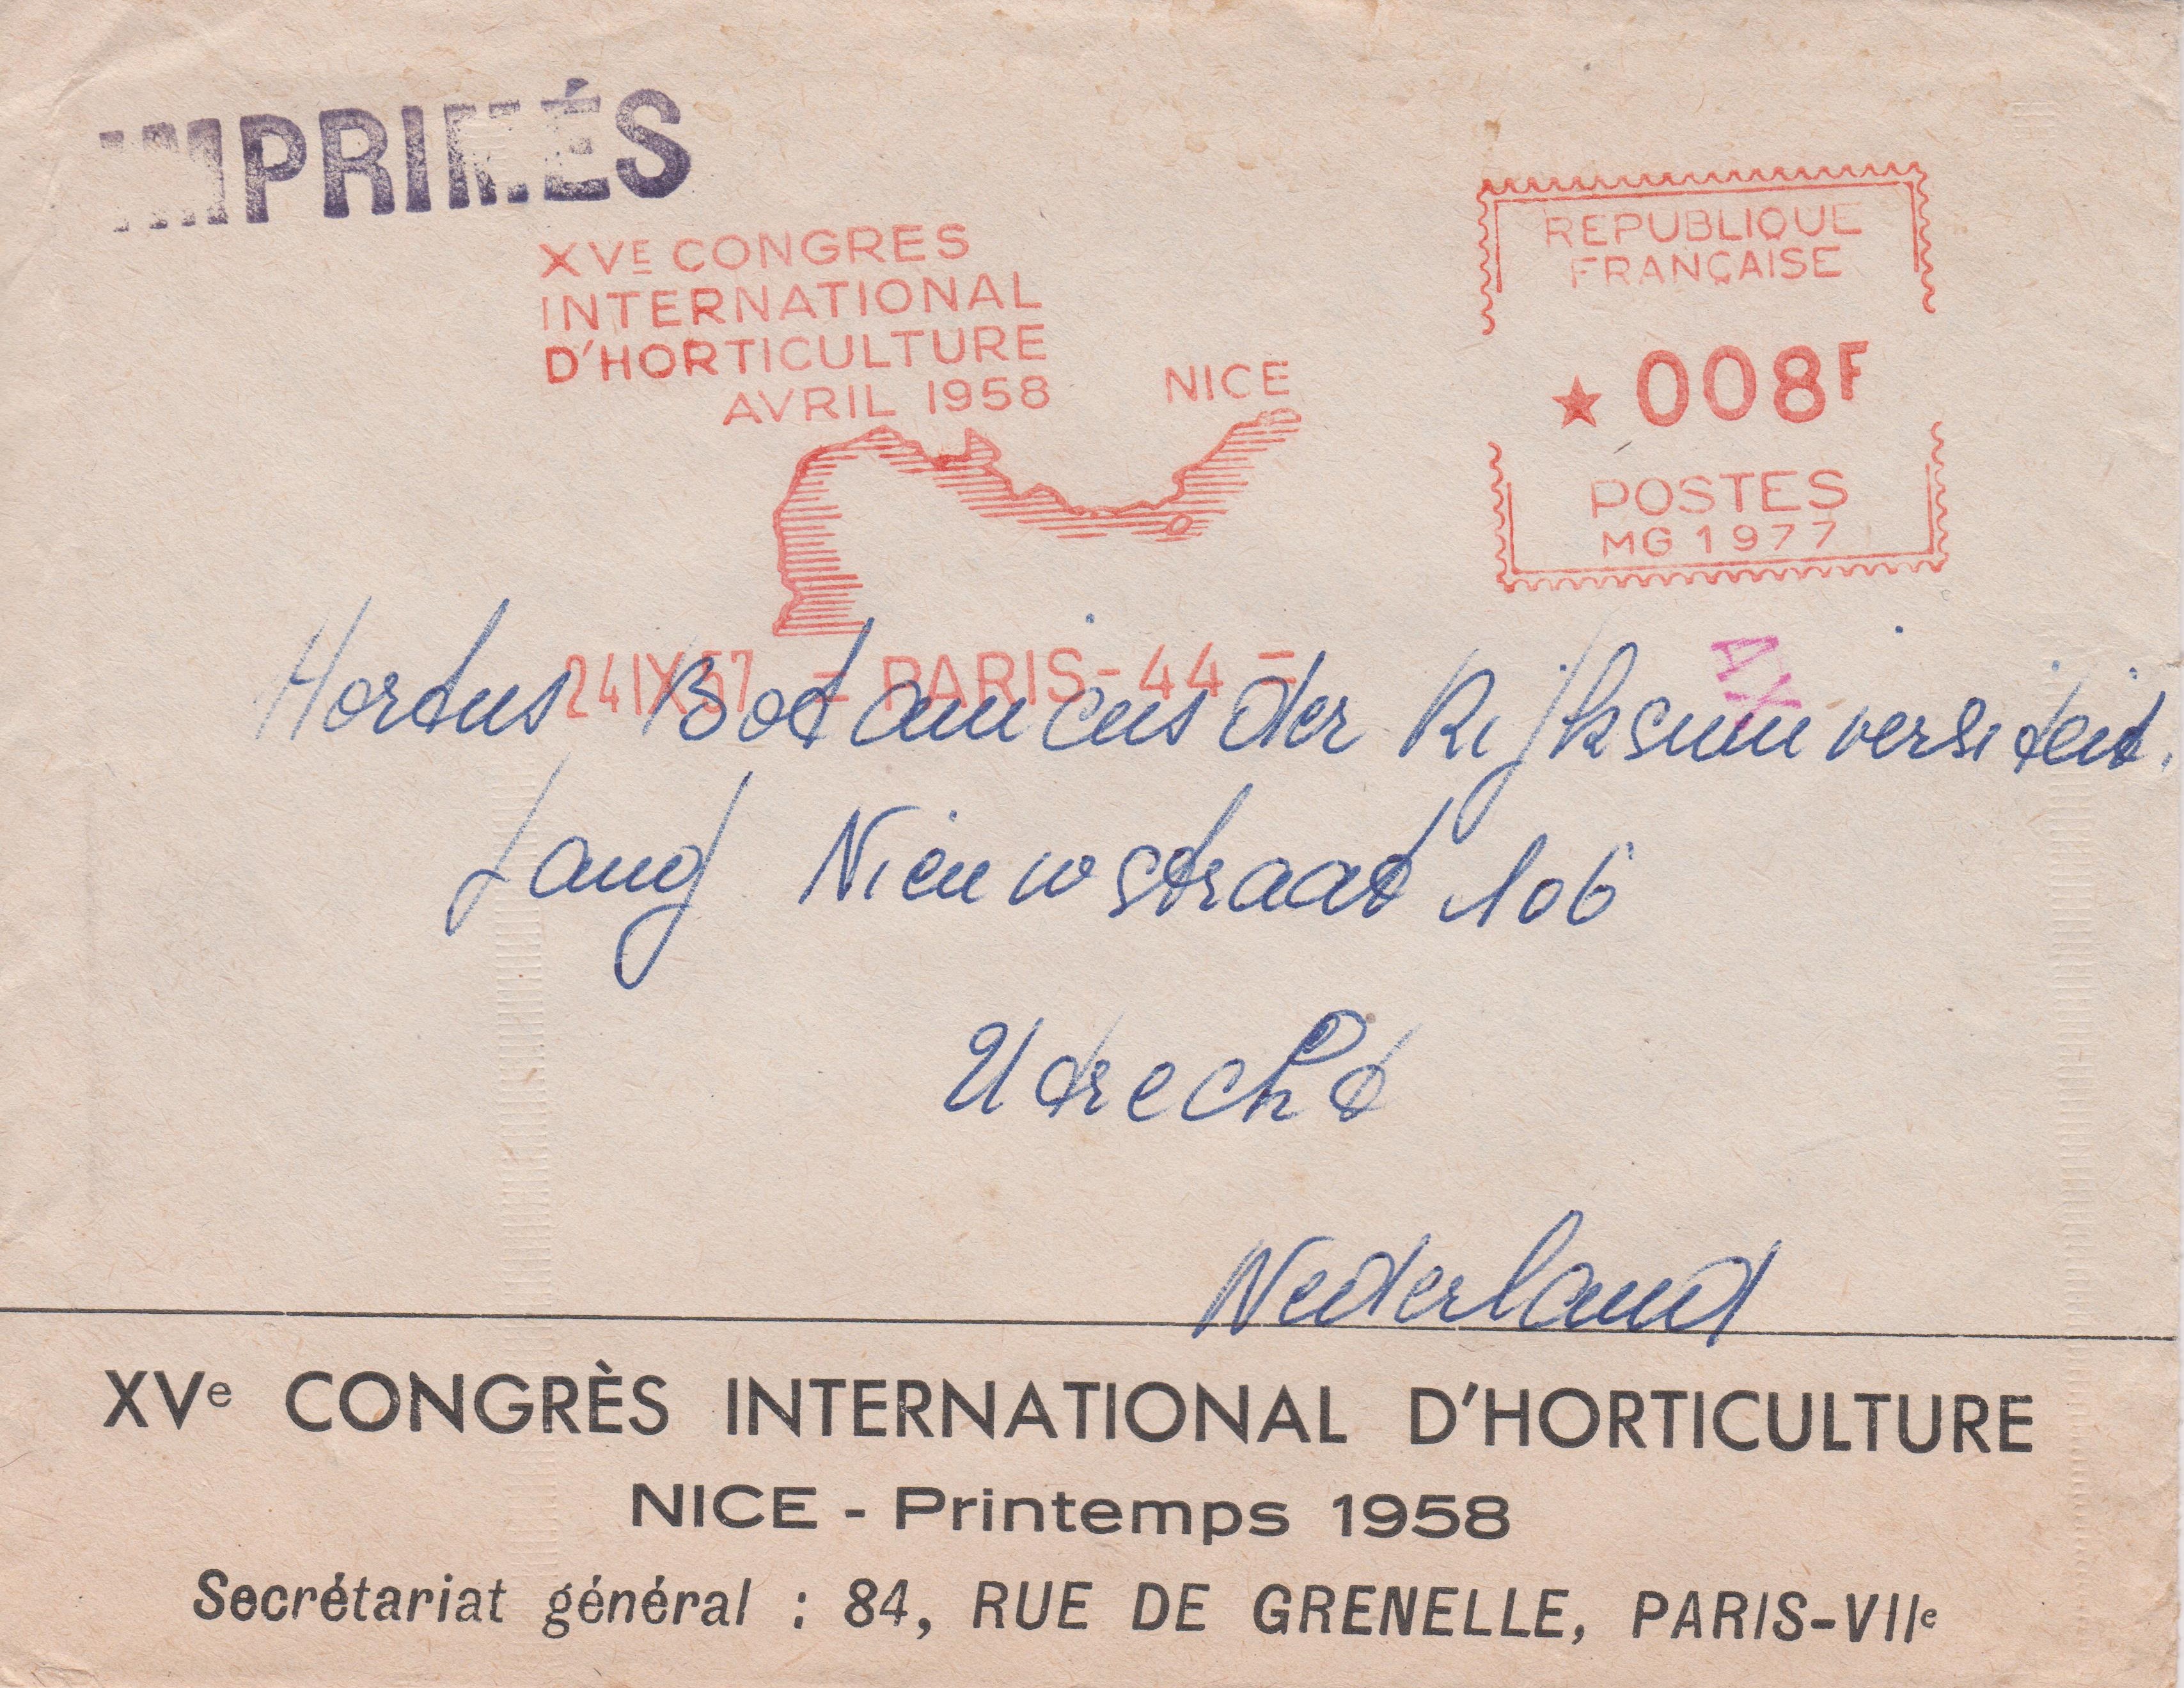 IMPRIMÉS
XVE CONGRES
INTERNATIONAL
D'HORTICULTURE
AVRIL 1958
NICE
REPUBLIQUE
FRANÇAISE
★ 008F
POSTES
MG 1977
24 IX 57 = PARIS-44 =
Hortus Botanicus der Rijksuniversiteit.
Lang Nieuwstraat 106
Utrecht
Nederland
XVe CONGRÈS INTERNATIONAL D'HORTICULTURE
NICE - Printemps 1958
Secrétariat général : 84, RUE DE GRENELLE, PARIS-VIIe